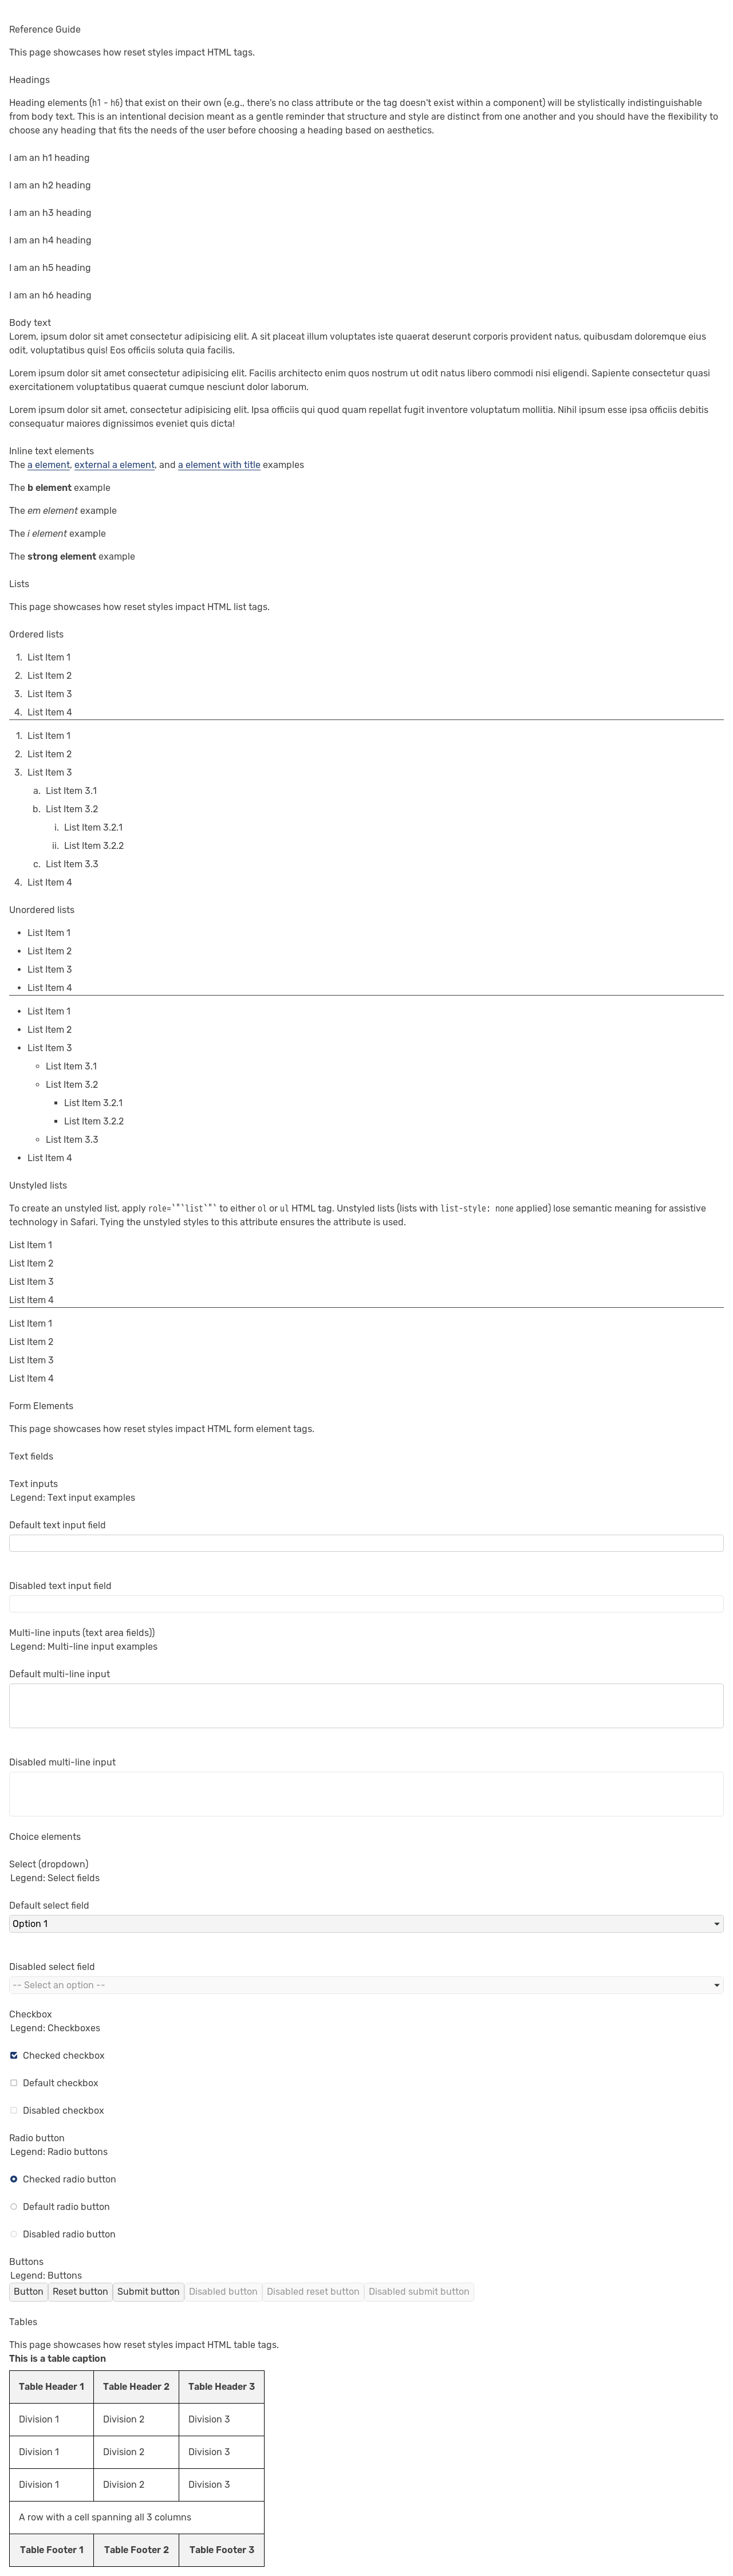 Reference Guide
This page showcases how reset styles impact HTML tags.
Headings
Heading elements (h1 - h6) that exist on their own (e.g., there's no class attribute or the tag doesn't exist within a component) will be stylistically indistinguishable
from body text. This is an intentional decision meant as a gentle reminder that structure and style are distinct from one another and you should have the flexibility to
choose any heading that fits the needs of the user before choosing a heading based on aesthetics.
I am an h1 heading
I am an h2 heading
I am an h3 heading
I am an h4 heading
I am an h5 heading
I am an h6 heading
Body text
Lorem, ipsum dolor sit amet consectetur adipisicing elit. A sit placeat illum voluptates iste quaerat deserunt corporis provident natus, quibusdam doloremque eius
odit, voluptatibus quis! Eos officiis soluta quia facilis.
Lorem ipsum dolor sit amet consectetur adipisicing elit. Facilis architecto enim quos nostrum ut odit natus libero commodi nisi eligendi. Sapiente consectetur quasi
exercitationem voluptatibus quaerat cumque nesciunt dolor laborum.
Lorem ipsum dolor sit amet, consectetur adipisicing elit. Ipsa officiis qui quod quam repellat fugit inventore voluptatum mollitia. Nihil ipsum esse ipsa officiis debitis
consequatur maiores dignissimos eveniet quis dicta!
Inline text elements
The a element, external a element, and a element with title examples
The b element example
The em element example
The i element example
The strong element example
Lists
This page showcases how reset styles impact HTML list tags.
Ordered lists
1. List Item 1
2. List Item 2
3. List Item 3
4. List Item 4
1. List Item 1
2. List Item 2
3. List Item 3
a. List Item 3.1
b. List Item 3.2
i. List Item 3.2.1
ii. List Item 3.2.2
c. List Item 3.3
4. List Item 4
Unordered lists
• List Item 1
• List Item 2
• List Item 3
• List Item 4
• List Item 1
• List Item 2
• List Item 3
◦ List Item 3.1
◦ List Item 3.2
▪ List Item 3.2.1
▪ List Item 3.2.2
◦ List Item 3.3
• List Item 4
Unstyled lists
To create an unstyled list, apply role=`"`list`"` to either ol or ul HTML tag. Unstyled lists (lists with list-style: none applied) lose semantic meaning for assistive
technology in Safari. Tying the unstyled styles to this attribute ensures the attribute is used.
List Item 1
List Item 2
List Item 3
List Item 4
List Item 1
List Item 2
List Item 3
List Item 4
Form Elements
This page showcases how reset styles impact HTML form element tags.
Text fields
Text inputs
Legend: Text input examples
Default text input field
Disabled text input field
Multi-line inputs (text area fields))
Legend: Multi-line input examples
Default multi-line input
Disabled multi-line input
Choice elements
Select (dropdown)
Legend: Select fields
Default select field
Option 1
Disabled select field
-- Select an option --
Checkbox
Legend: Checkboxes
Checked checkbox
Default checkbox
Disabled checkbox
Radio button
Legend: Radio buttons
Checked radio button
Default radio button
Disabled radio button
Buttons
Legend: Buttons
Button Reset button Submit button Disabled button Disabled reset button Disabled submit button
Tables
This page showcases how reset styles impact HTML table tags.
This is a table caption
Table Header 1 Table Header 2 Table Header 3
Division 1 Division 2 Division 3
Division 1 Division 2 Division 3
Division 1 Division 2 Division 3
A row with a cell spanning all 3 columns
Table Footer 1 Table Footer 2 Table Footer 3